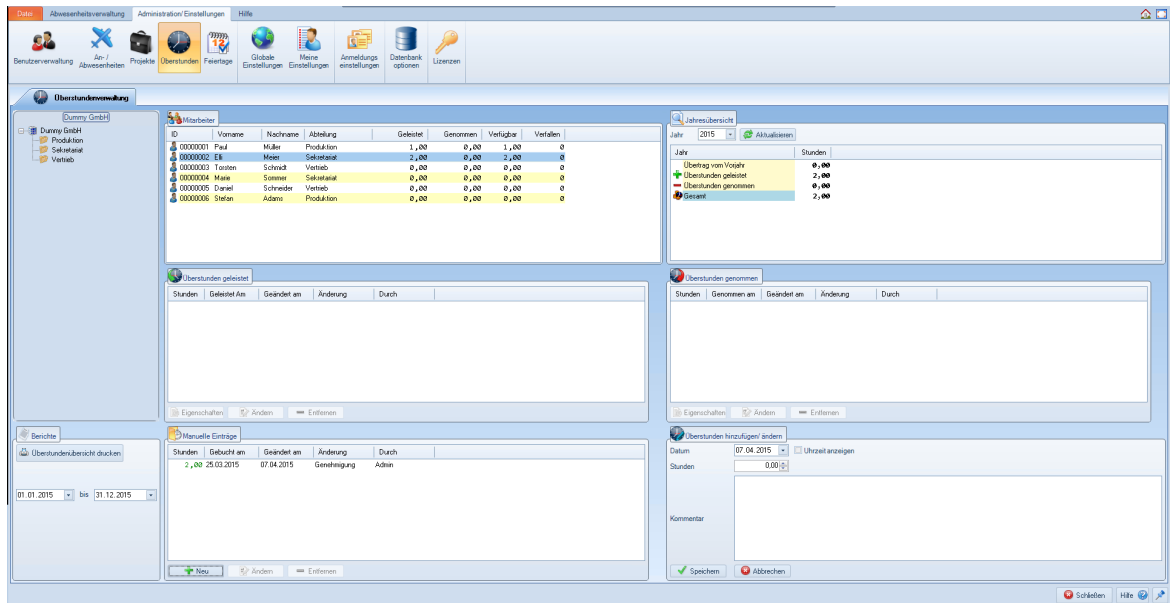 Datei Abwesenheitsverwaltung Administration/ Einstellungen Hilfe
Benutzerverwaltung An- / Abwesenheiten Projekte Überstunden Feiertage Globale Einstellungen Meine Einstellungen Anmeldungs einstellungen Datenbank optionen Lizenzen
Überstundenverwaltung
Dummy GmbH
Dummy GmbH
Produktion
Sekretariat
Vertrieb
Mitarbeiter
ID Vorname Nachname Abteilung Geleistet Genommen Verfügbar Verfallen
00000001 Paul Müller Produktion 1,00 0,00 1,00 0
00000002 Elli Meier Sekretariat 2,00 0,00 2,00 0
00000003 Torsten Schmidt Vertrieb 0,00 0,00 0,00 0
00000004 Marie Sommer Sekretariat 0,00 0,00 0,00 0
00000005 Daniel Schneider Vertrieb 0,00 0,00 0,00 0
00000006 Stefan Adams Produktion 0,00 0,00 0,00 0
Jahresübersicht
Jahr 2015 Aktualisieren
Jahr Stunden
Übertrag vom Vorjahr 0,00
Überstunden geleistet 2,00
Überstunden genommen 0,00
Gesamt 2,00
Überstunden geleistet
Stunden Geleistet Am Geändert am Änderung Durch
Eigenschaften Ändern Entfernen
Überstunden genommen
Stunden Genommen am Geändert am Änderung Durch
Eigenschaften Ändern Entfernen
Berichte
Überstundenübersicht drucken
01.01.2015 bis 31.12.2015
Manuelle Einträge
Stunden Gebucht am Geändert am Änderung Durch
2,00 25.03.2015 07.04.2015 Genehmigung Admin
Neu Ändern Entfernen
Überstunden hinzufügen/ ändern
Datum 07.04.2015 Uhrzeit anzeigen
Stunden 0,00
Kommentar
Speichern Abbrechen
Schließen Hilfe